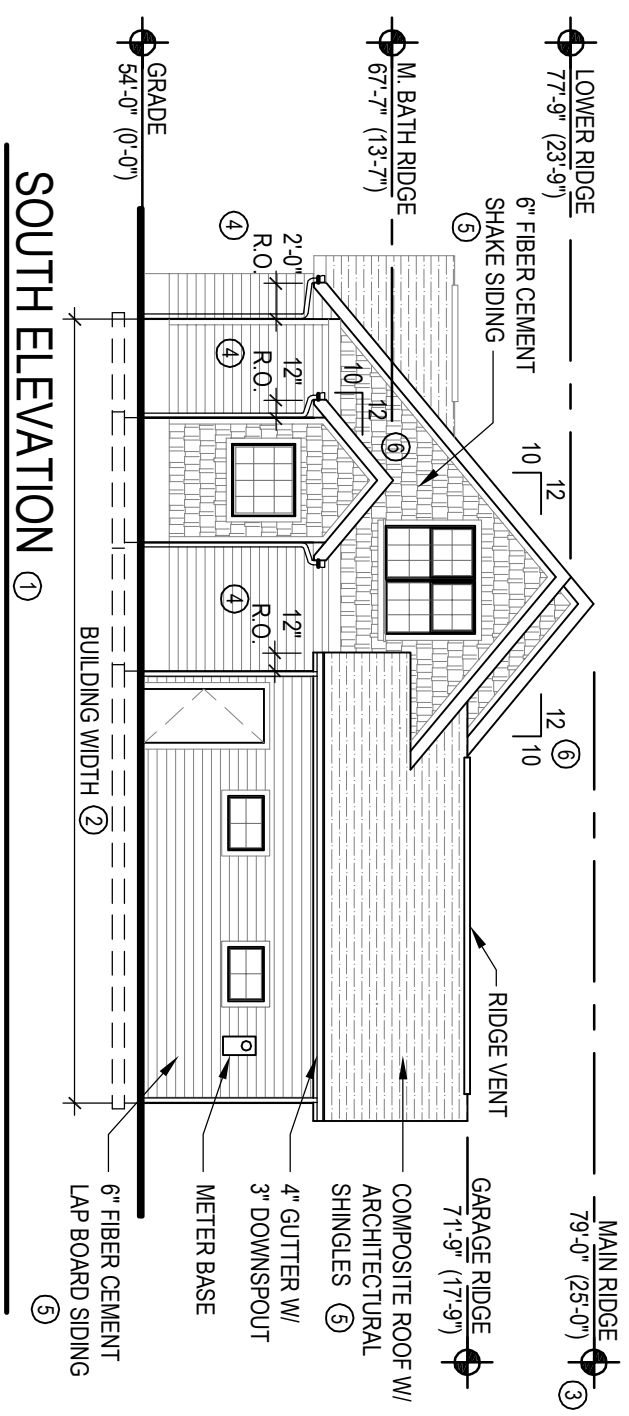 LOWER RIDGE
77'-9" (23'-9")
M. BATH RIDGE
67'-7" (13'-7")
GRADE
54'-0" (0'-0")
6" FIBER CEMENT
SHAKE SIDING
5
2'-0"
R.O.
4
12"
R.O.
4
12
10
6
12
10
12
10
6
12"
R.O.
4
MAIN RIDGE
79'-0" (25'-0")
3
GARAGE RIDGE
71'-9" (17'-9")
RIDGE VENT
COMPOSITE ROOF W/
ARCHITECTURAL
SHINGLES 5
4" GUTTER W/
3" DOWNSPOUT
METER BASE
6" FIBER CEMENT
LAP BOARD SIDING
5
BUILDING WIDTH 2
SOUTH ELEVATION 1